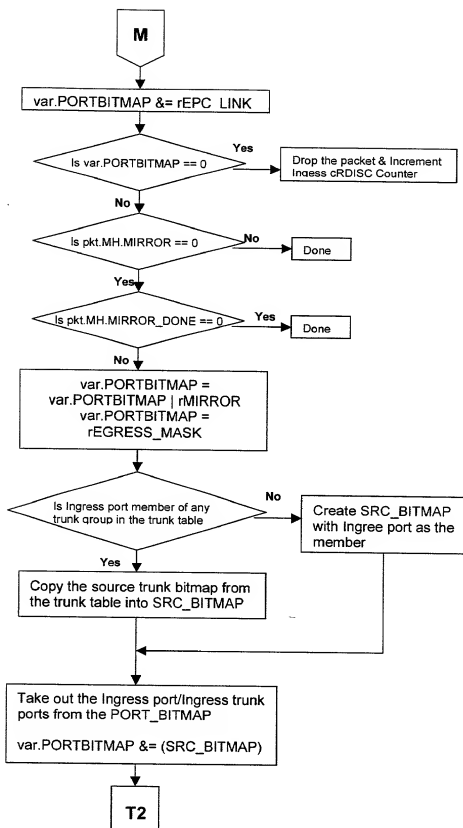 M
var.PORTBITMAP &= rEPC_LINK
Is var.PORTBITMAP == 0
Yes
Drop the packet & Increment
Ingess cRDISC Counter
No
Is pkt.MH.MIRROR == 0
No
Done
Yes
Is pkt.MH.MIRROR_DONE == 0
Yes
Done
No
var.PORTBITMAP =
var.PORTBITMAP | rMIRROR
var.PORTBITMAP =
rEGRESS_MASK
Is Ingress port member of any
trunk group in the trunk table
No
Create SRC_BITMAP
with Ingree port as the
member
Yes
Copy the source trunk bitmap from
the trunk table into SRC_BITMAP
Take out the Ingress port/Ingress trunk
ports from the PORT_BITMAP
var.PORTBITMAP &= (SRC_BITMAP)
T2